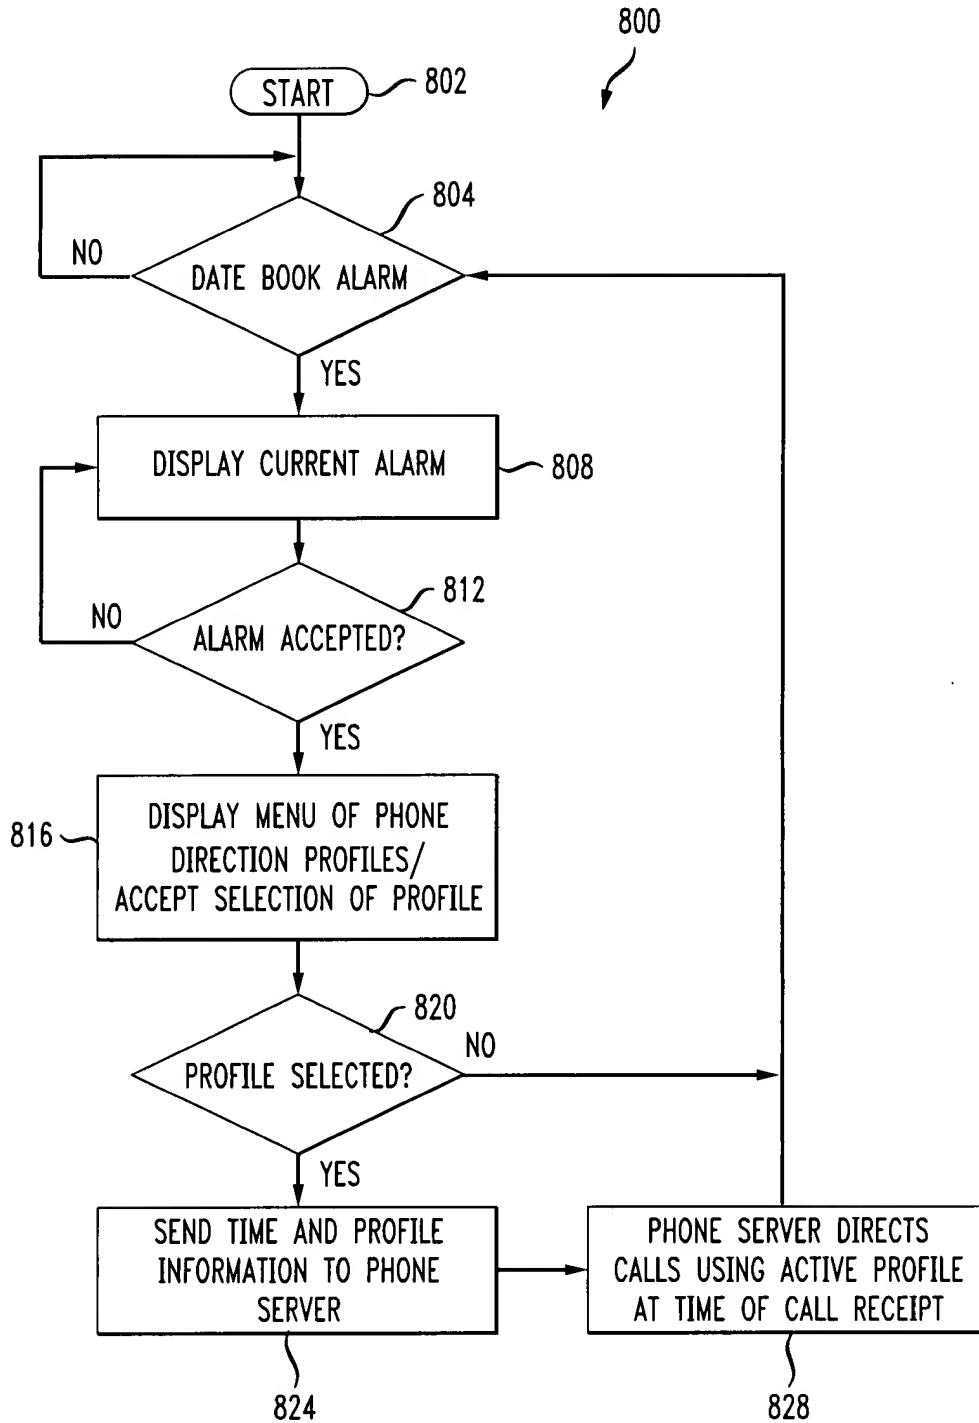 800
START
802
804
NO
DATE BOOK ALARM
YES
DISPLAY CURRENT ALARM
808
812
NO
ALARM ACCEPTED?
YES
816
DISPLAY MENU OF PHONE
DIRECTION PROFILES/
ACCEPT SELECTION OF PROFILE
820
NO
PROFILE SELECTED?
YES
SEND TIME AND PROFILE
INFORMATION TO PHONE
SERVER
824
PHONE SERVER DIRECTS
CALLS USING ACTIVE PROFILE
AT TIME OF CALL RECEIPT
828